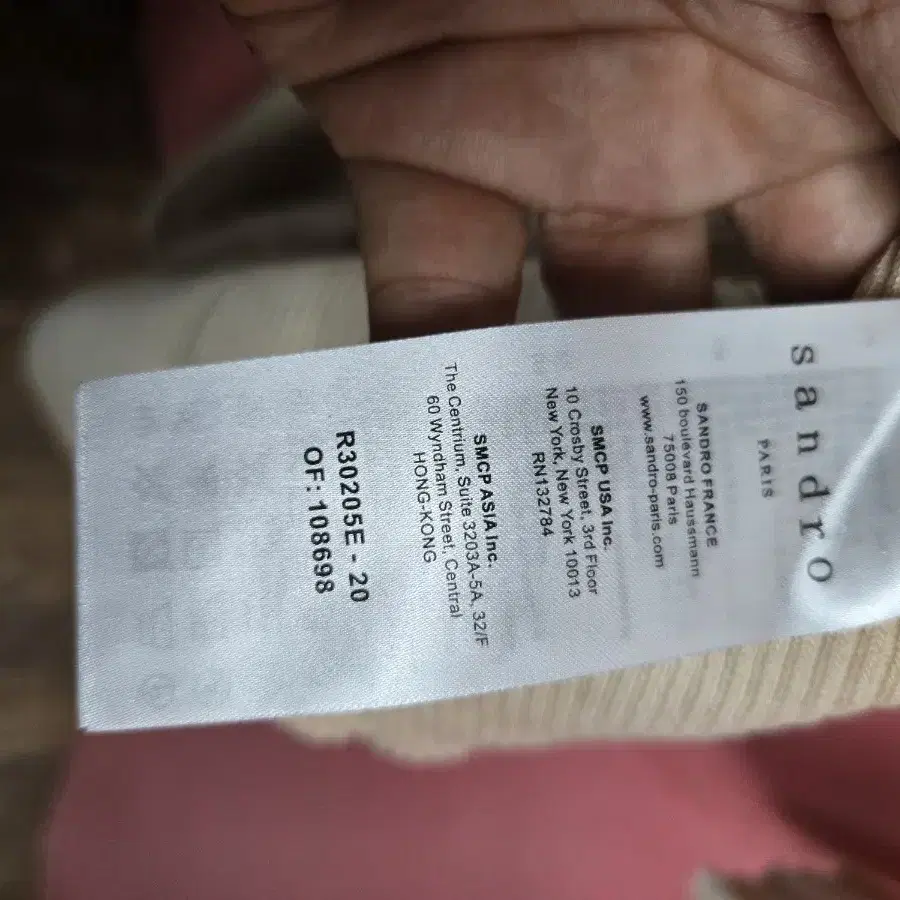 sandro
PARIS
SANDRO FRANCE
150 boulevard Haussmann
75008 Paris
www.sandro-paris.com
SMCP USA Inc.
10 Crosby Street, 3rd Floor
New York, New York 10013
RN132784
SMCP ASIA Inc.
The Centrium, Suite 3203A-5A, 32/F
60 Wyndham Street, Central
HONG-KONG
R30205E - 20
OF: 108698